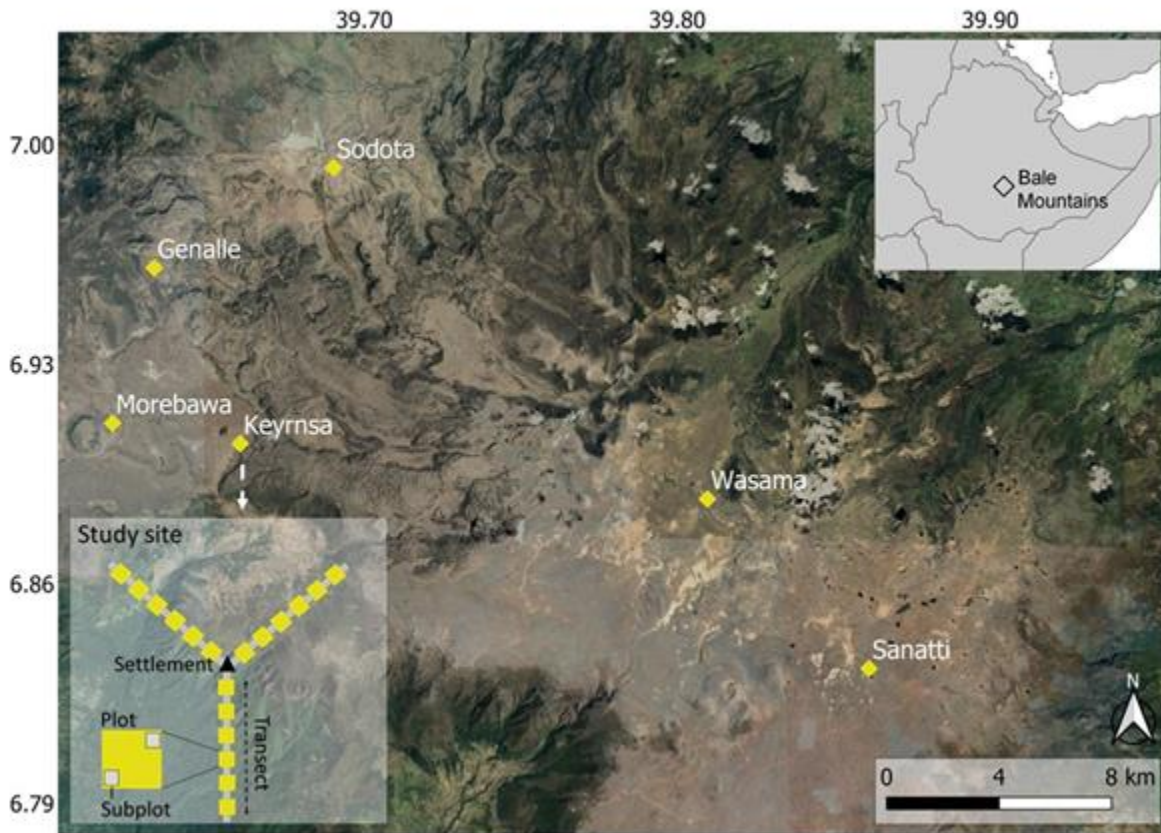 39.70 39.80 39.90
7.00
6.93
6.86
6.79
Sodota
Genalle
Morebawa
Keyrnsa
Wasama
Sanatti
Bale
Mountains
Study site
Settlement
Transect
Plot
Subplot
N
0 4 8 km